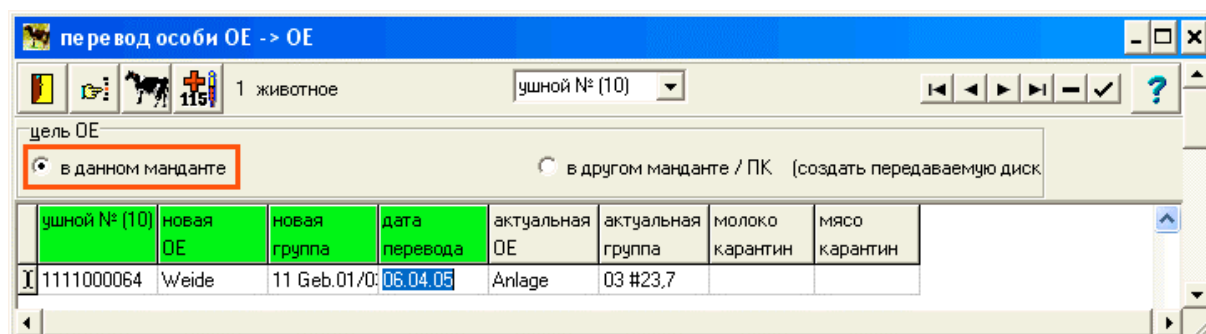 перевод особи ОЕ -> ОЕ
115 1 животное ушной № (10) ?
цель ОЕ
в данном манданте в другом манданте / ПК (создать передаваемую диск
ушной № (10) новая новая дата актуальная актуальная молоко мясо
ОЕ группа перевода ОЕ группа карантин карантин
1111000064 Weide 11 Geb.01/0 06.04.05 Anlage 03 #23,7